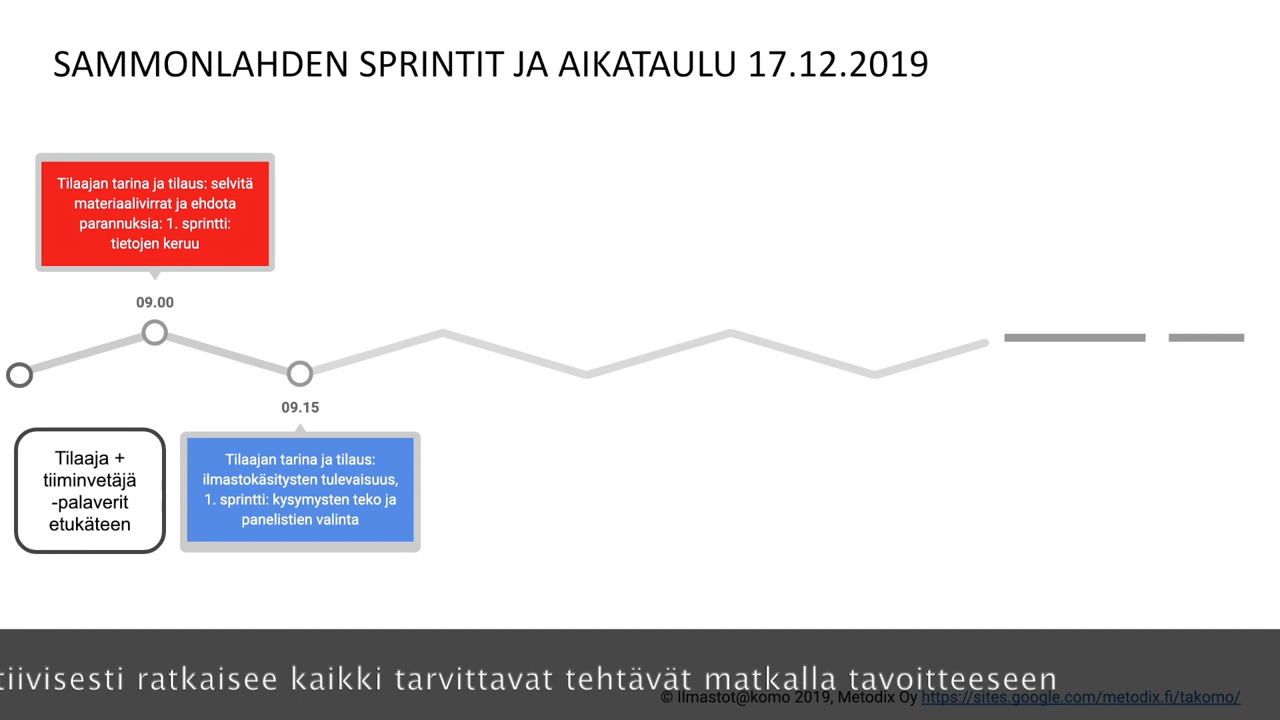 SAMMONLAHDEN SPRINTIT JA AIKATAULU 17.12.2019
Tilaajan tarina ja tilaus: selvitä
materiaalivirrat ja ehdota
parannuksia: 1. sprintti:
tietojen keruu
09.00
09.15
Tilaaja +
tiiminvetäjä
-palaverit
etukäteen
Tilaajan tarina ja tilaus:
ilmastokäsitysten tulevaisuus,
1. sprintti: kysymysten teko ja
panelistien valinta
tiivisesti ratkaisee kaikki tarvittavat tehtävät matkalla tavoitteeseen
© Ilmastot@komo 2019, Metodix Oy https://sites.google.com/metodix.fi/takomo/